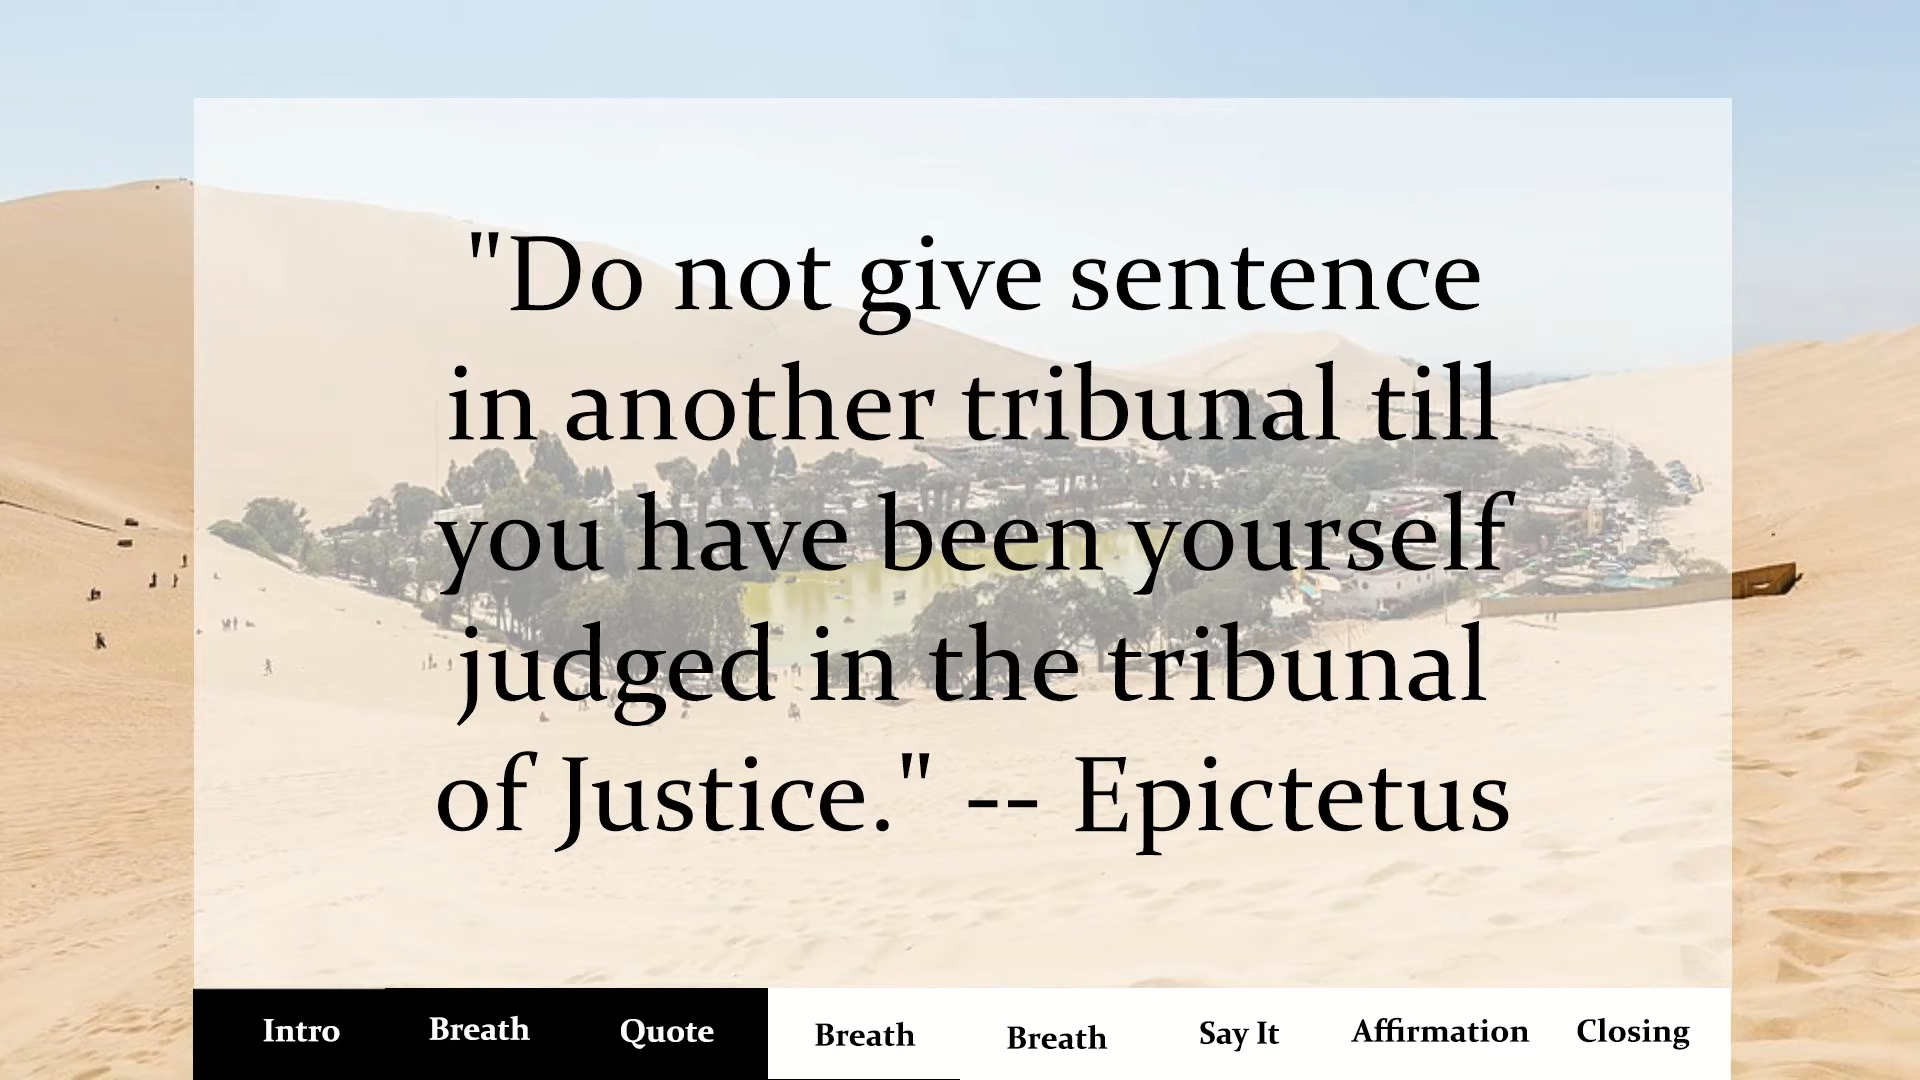 "Do not give sentence
in another tribunal till
you have been yourself
judged in the tribunal
of Justice." -- Epictetus
Intro Breath Quote Breath Breath Say It Affirmation Closing